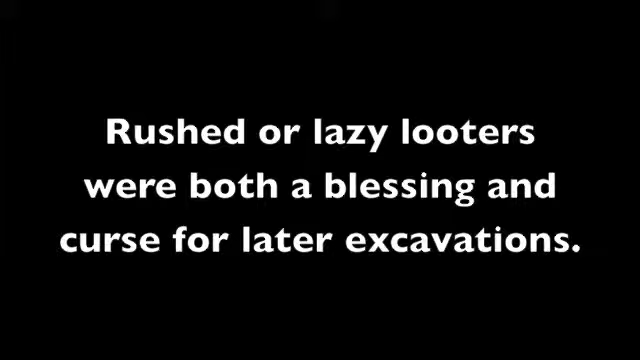 Rushed or lazy looters
were both a blessing and
curse for later excavations.